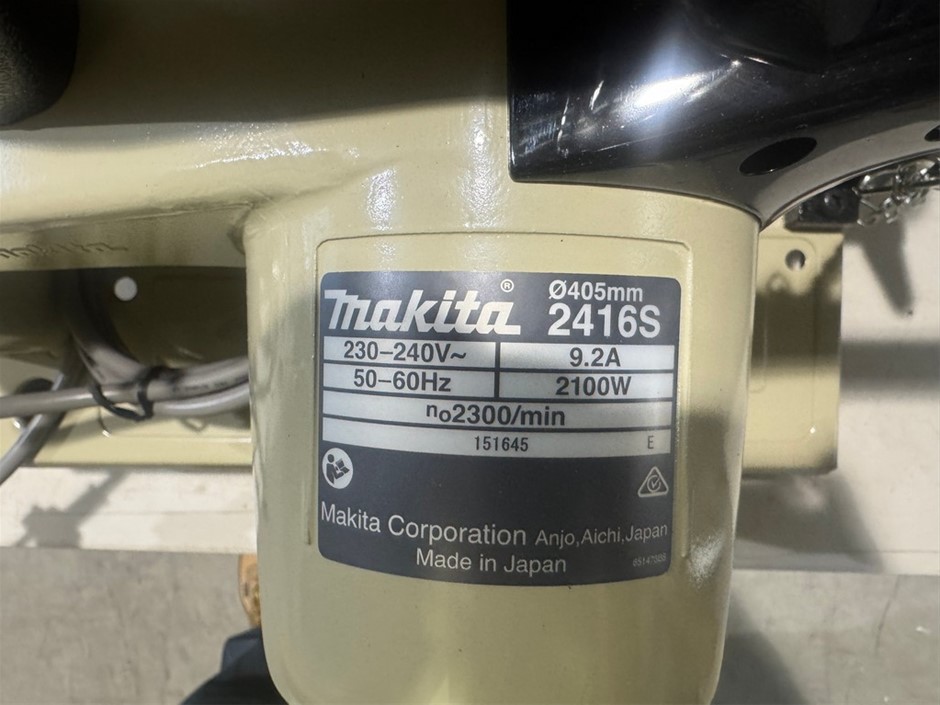 makita®
Ø405mm
2416S
230–240V~
9.2A
50–60Hz
2100W
no2300/min
151645
E
Makita Corporation Anjo,Aichi,Japan
Made in Japan